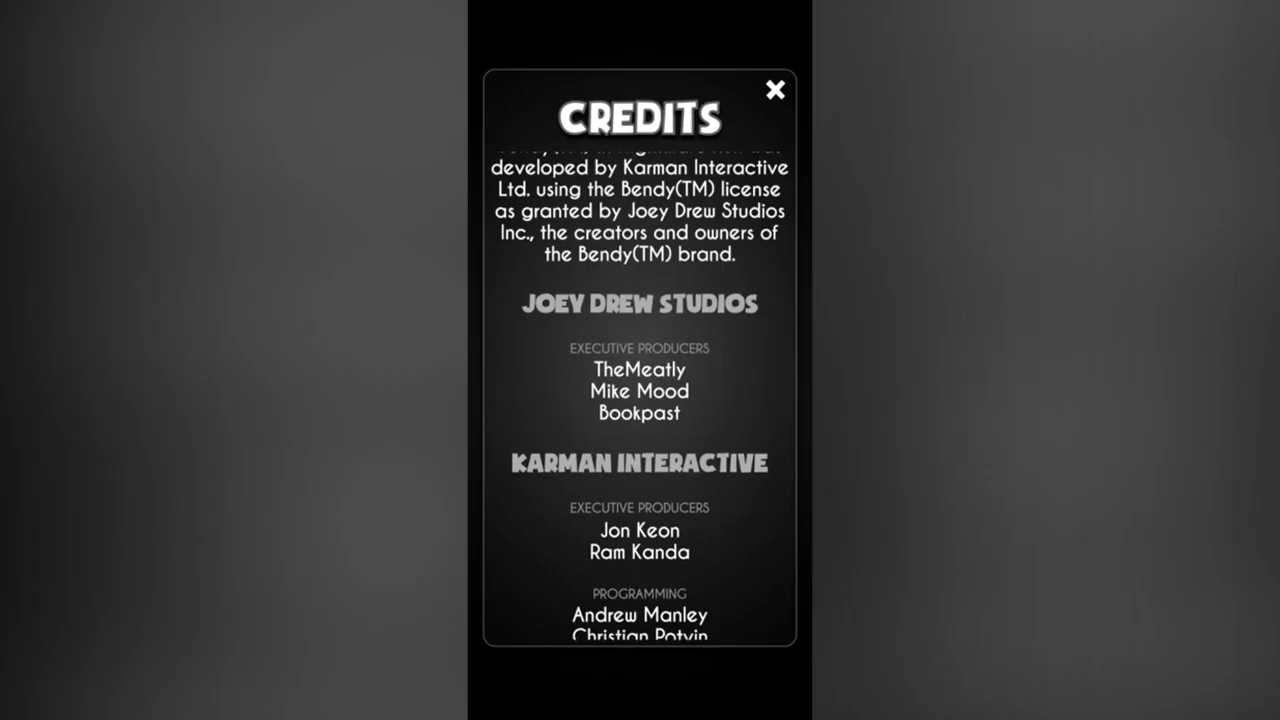 CREDITS
developed by Karman Interactive
Ltd. using the Bendy(TM) license
as granted by Joey Drew Studios
Inc., the creators and owners of
the Bendy(TM) brand.
JOEY DREW STUDIOS
EXECUTIVE PRODUCERS
TheMeatly
Mike Mood
Bookpast
KARMAN INTERACTIVE
EXECUTIVE PRODUCERS
Jon Keon
Ram Kanda
PROGRAMMING
Andrew Manley
Christian Potvin